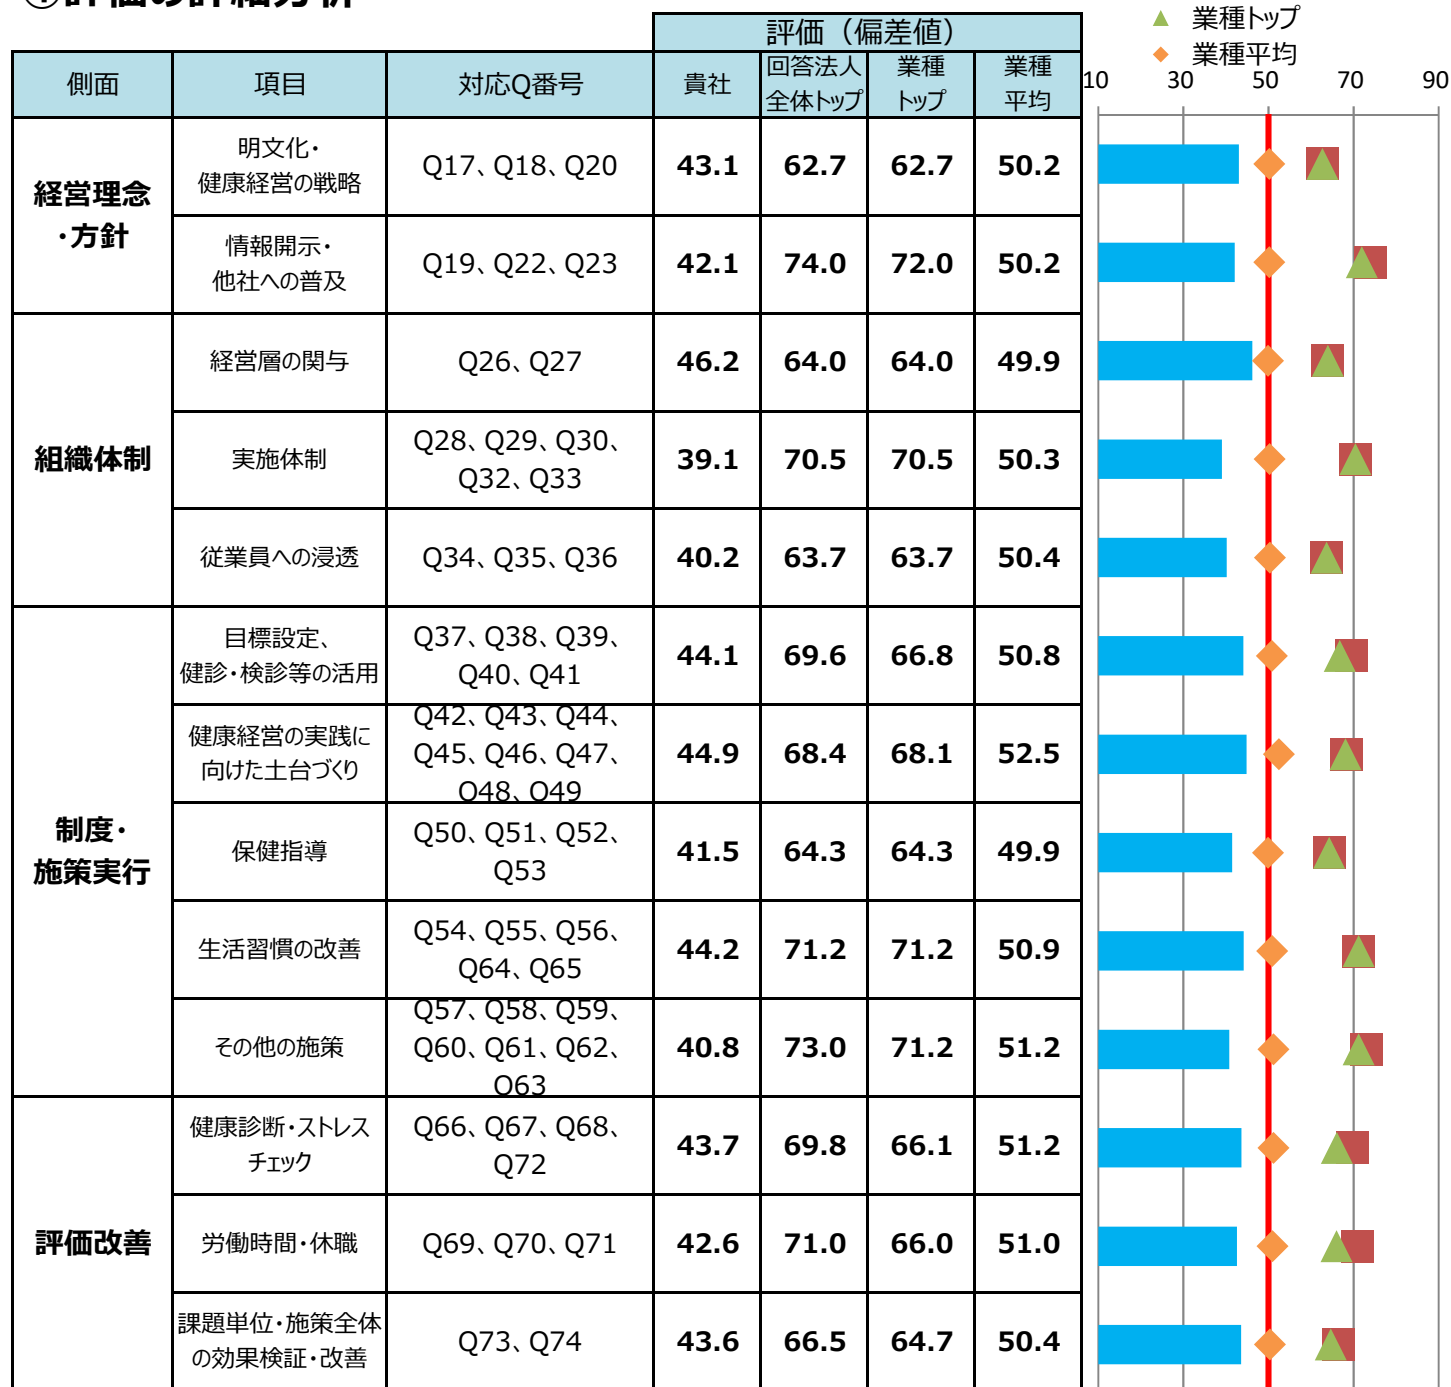 ①評価の詳細分析
▲ 業種トップ
◆ 業種平均
評価（偏差値）
側面 項目 対応Q番号 貴社 回答法人全体トップ 業種トップ 業種平均
10 30 50 70 90
経営理念
・方針
明文化・
健康経営の戦略
Q17、Q18、Q20 43.1 62.7 62.7 50.2
情報開示・
他社への普及
Q19、Q22、Q23 42.1 74.0 72.0 50.2
組織体制
経営層の関与 Q26、Q27 46.2 64.0 64.0 49.9
実施体制
Q28、Q29、Q30、
Q32、Q33
39.1 70.5 70.5 50.3
従業員への浸透 Q34、Q35、Q36 40.2 63.7 63.7 50.4
制度・
施策実行
目標設定、
健診・検診等の活用
Q37、Q38、Q39、
Q40、Q41
44.1 69.6 66.8 50.8
健康経営の実践に
向けた土台づくり
Q42、Q43、Q44、
Q45、Q46、Q47、
Q48、Q49
44.9 68.4 68.1 52.5
保健指導
Q50、Q51、Q52、
Q53
41.5 64.3 64.3 49.9
生活習慣の改善
Q54、Q55、Q56、
Q64、Q65
44.2 71.2 71.2 50.9
その他の施策
Q57、Q58、Q59、
Q60、Q61、Q62、
Q63
40.8 73.0 71.2 51.2
評価改善
健康診断・ストレス
チェック
Q66、Q67、Q68、
Q72
43.7 69.8 66.1 51.2
労働時間・休職 Q69、Q70、Q71 42.6 71.0 66.0 51.0
課題単位・施策全体
の効果検証・改善
Q73、Q74 43.6 66.5 64.7 50.4